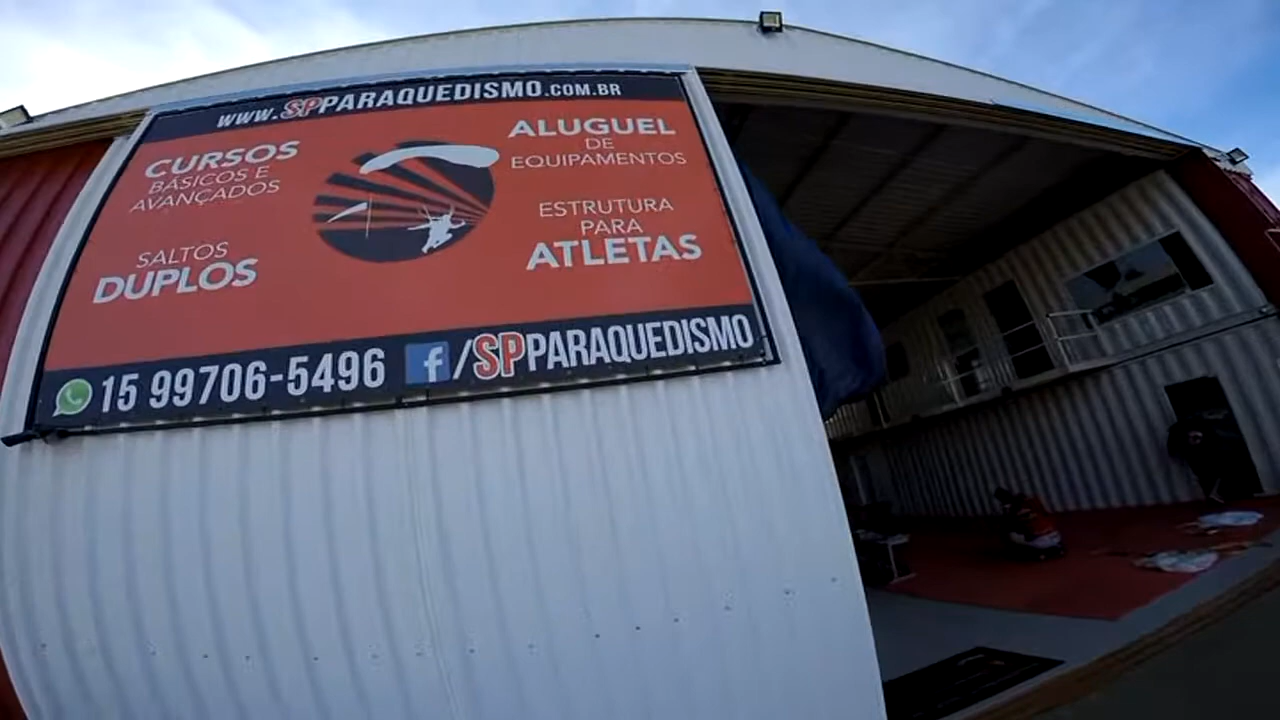 WWW.SPPARAQUEDISMO.COM.BR
CURSOS
BÁSICOS E
AVANÇADOS
SALTOS
DUPLOS
ALUGUEL
DE
EQUIPAMENTOS
ESTRUTURA
PARA
ATLETAS
15 99706-5496 f/SPPARAQUEDISMO